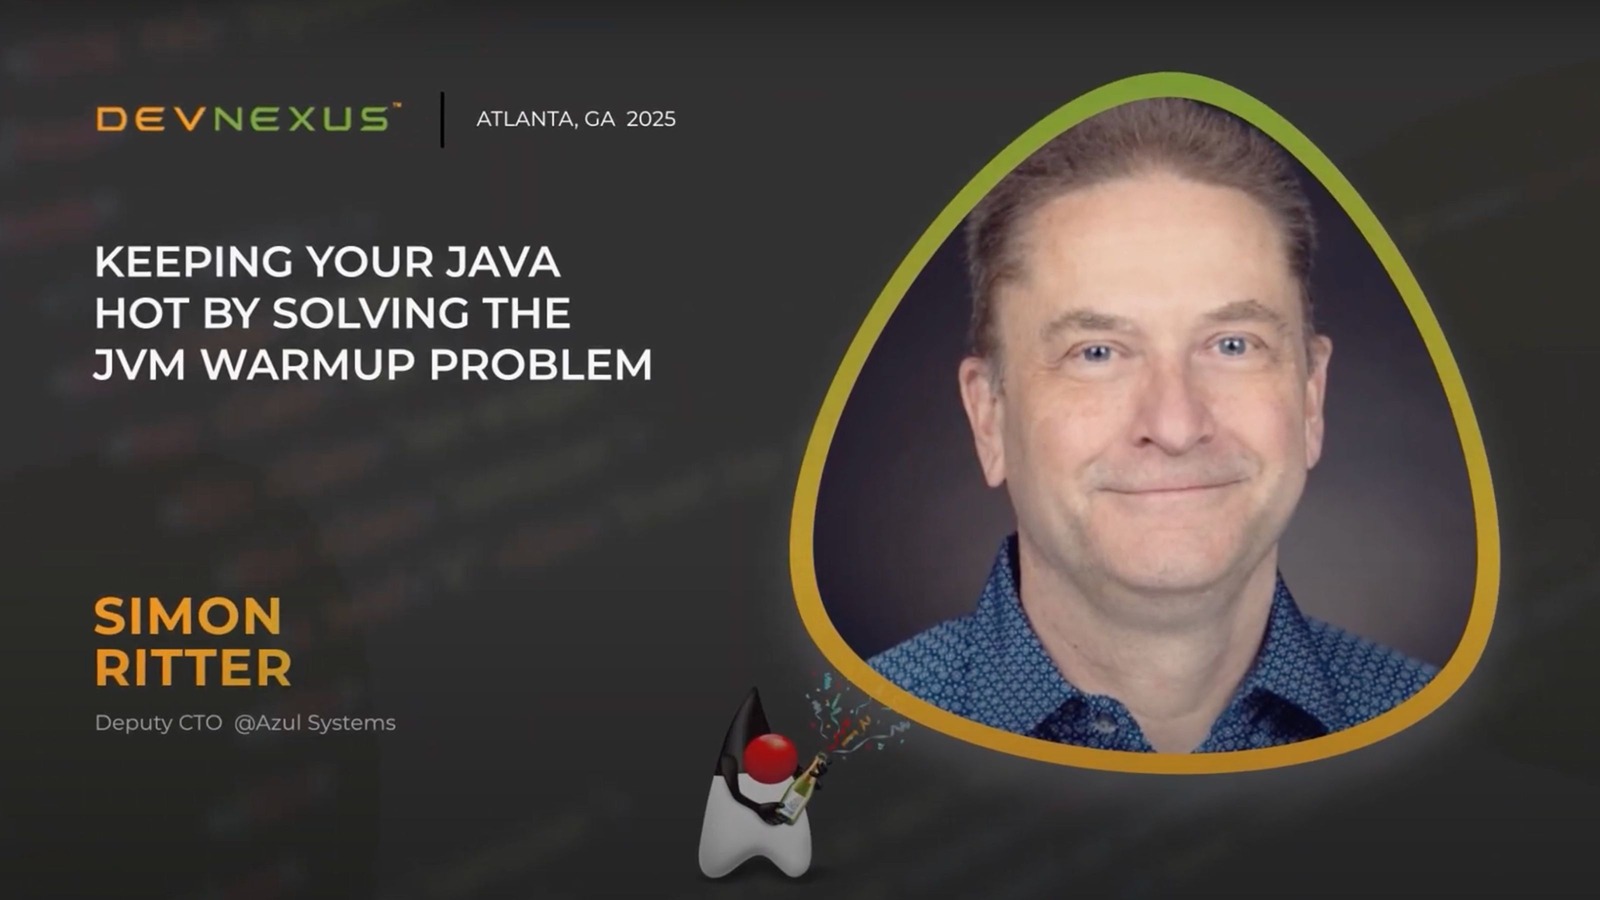 DEVNEXUS™
ATLANTA, GA 2025
KEEPING YOUR JAVA
HOT BY SOLVING THE
JVM WARMUP PROBLEM
SIMON
RITTER
Deputy CTO @Azul Systems